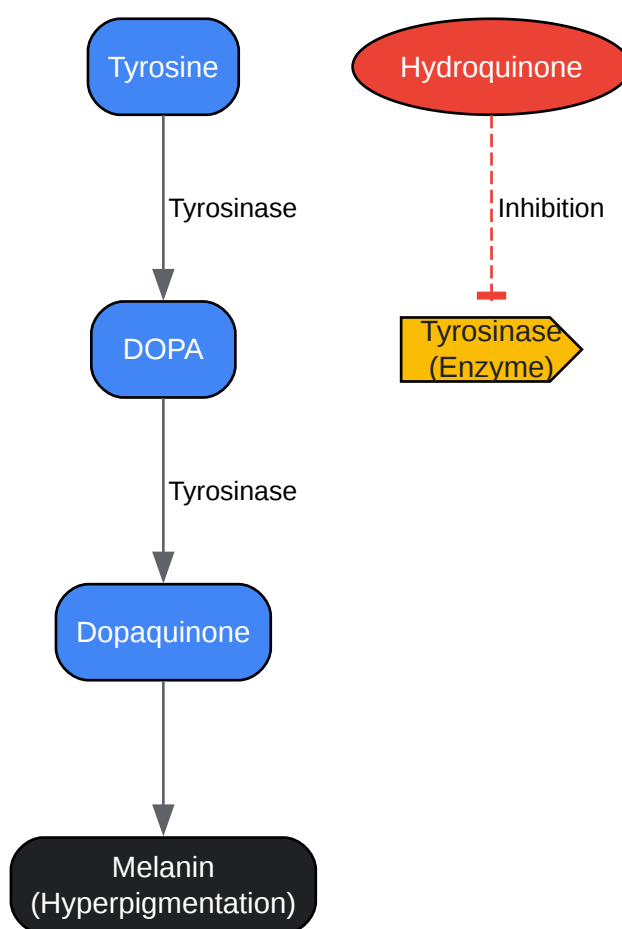 Tyrosine
Hydroquinone
Tyrosinase
Inhibition
DOPA
Tyrosinase
(Enzyme)
Tyrosinase
Dopaquinone
Melanin
(Hyperpigmentation)